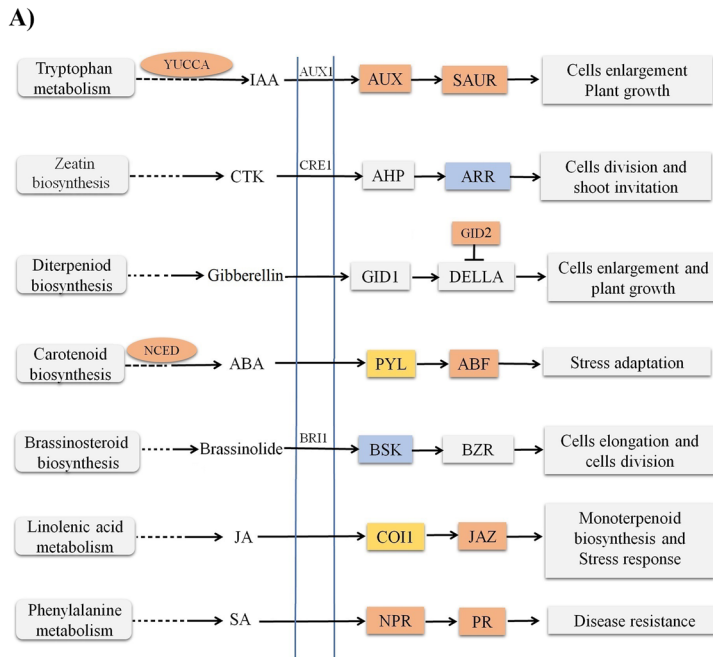 A)
Tryptophan
metabolism
YUCCA
IAA
AUX1
AUX
SAUR
Cells enlargement
Plant growth
Zeatin
biosynthesis
CTK
CRE1
AHP
ARR
Cells division and
shoot invitation
GID2
Diterpeniod
biosynthesis
Gibberellin
GID1
DELLA
Cells enlargement and
plant growth
Carotenoid
biosynthesis
NCED
ABA
PYL
ABF
Stress adaptation
Brassinosteroid
biosynthesis
Brassinolide
BRI1
BSK
BZR
Cells elongation and
cells division
Linolenic acid
metabolism
JA
COI1
JAZ
Monoterpenoid
biosynthesis and
Stress response
Phenylalanine
metabolism
SA
NPR
PR
Disease resistance